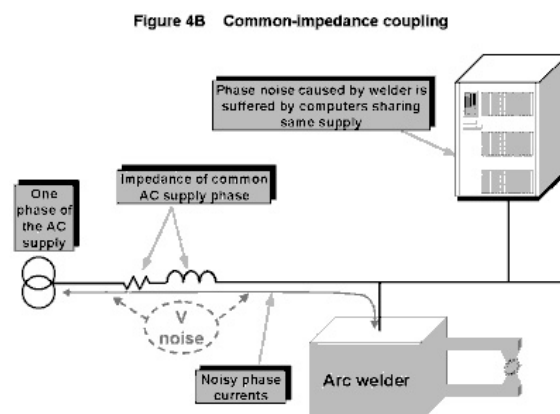 Figure 4B Common-impedance coupling
Phase noise caused by welder is
suffered by computers sharing
same supply
Impedance of common
AC supply phase
One
phase of
the AC
supply
V
noise
Noisy phase
currents
Arc welder